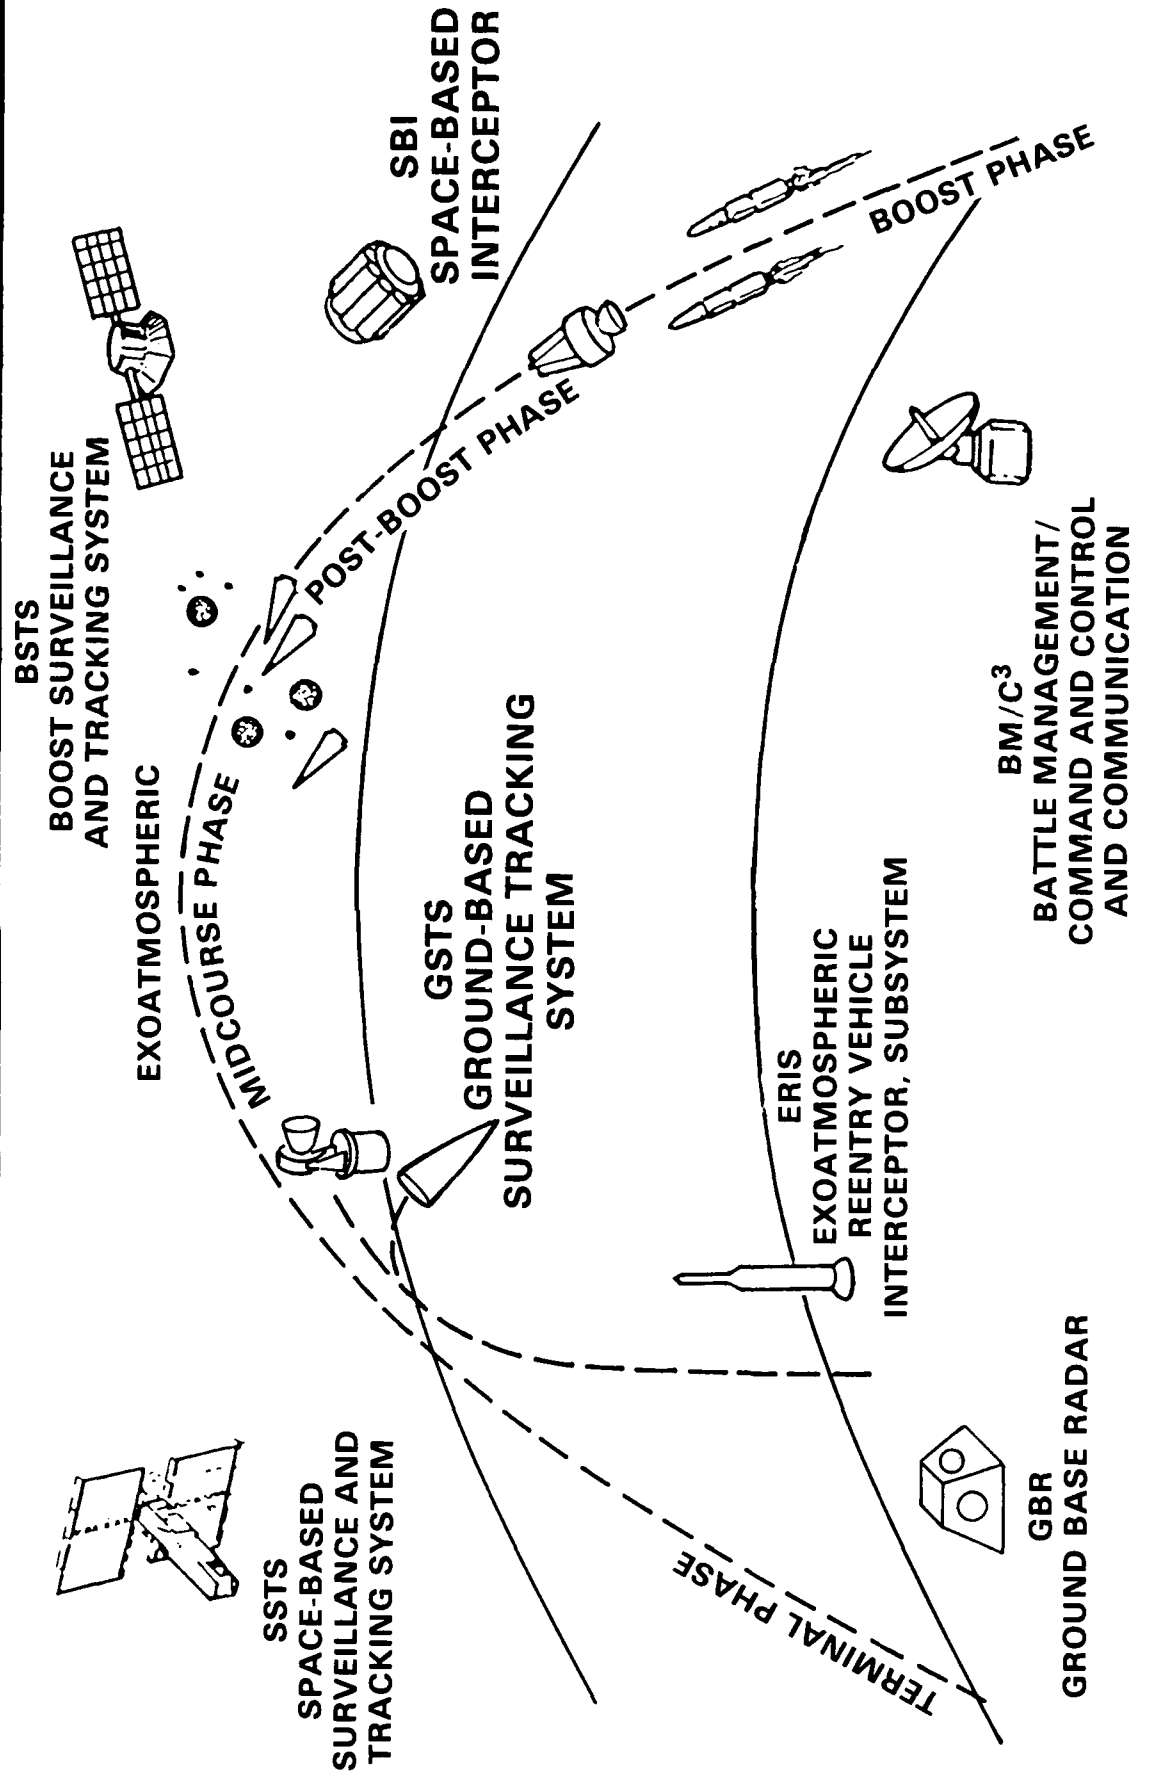 BSTS
BOOST SURVEILLANCE
AND TRACKING SYSTEM
SSTS
SPACE-BASED
SURVEILLANCE AND
TRACKING SYSTEM
EXOATMOSPHERIC
MIDCOURSE PHASE
SBI
SPACE-BASED
INTERCEPTOR
POST-BOOST PHASE
GSTS
GROUND-BASED
SURVEILLANCE TRACKING
SYSTEM
BOOST PHASE
TERMINAL PHASE
ERIS
EXOATMOSPHERIC
REENTRY VEHICLE
INTERCEPTOR, SUBSYSTEM
GBR
GROUND BASE RADAR
BM/C³
BATTLE MANAGEMENT/
COMMAND AND CONTROL
AND COMMUNICATION